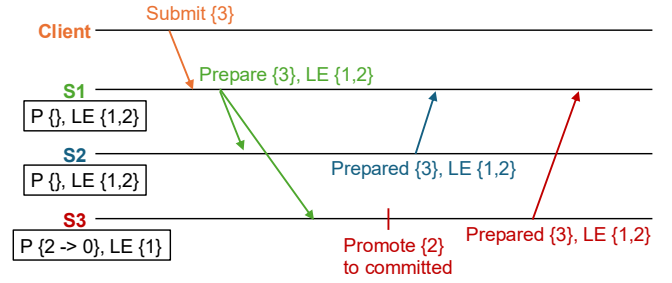 Submit {3}
Client
Prepare {3}, LE {1,2}
S1
P {}, LE {1,2}
S2
Prepared {3}, LE {1,2}
P {}, LE {1,2}
S3
Prepared {3}, LE {1,2}
P {2 -> 0}, LE {1}
Promote {2}
to committed